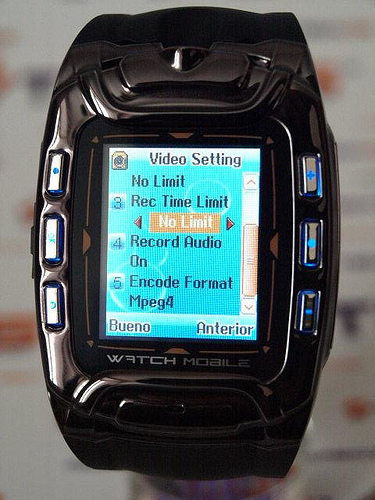 Video Setting
No Limit
3 Rec Time Limit
No Limit
4 Record Audio
On
5 Encode Format
Mpeg4
Bueno Anterior
WATCH MOBILE